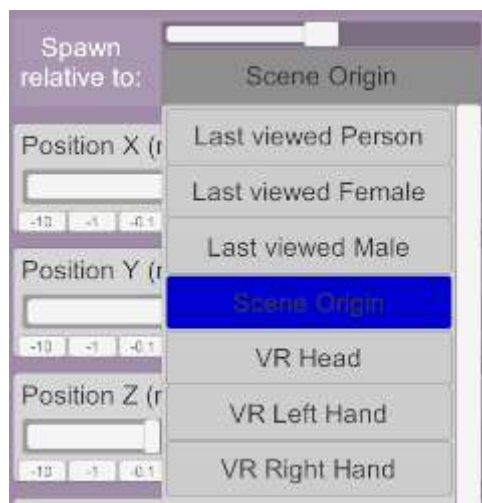 Spawn
relative to:
Scene Origin
Last viewed Person
Last viewed Female
Last viewed Male
Scene Origin
VR Head
VR Left Hand
VR Right Hand
Position X (r
-10 -1 -0.1
Position Y (r
-10 -1 -0.1
Position Z (r
-10 -1 -0.1